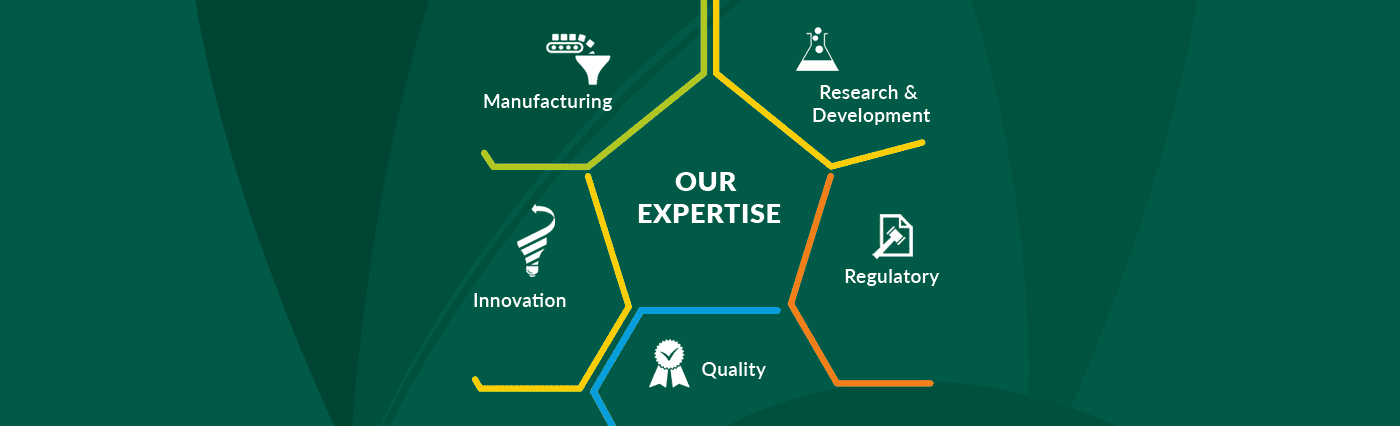 Manufacturing
Research &
Development
OUR
EXPERTISE
Innovation
Regulatory
Quality